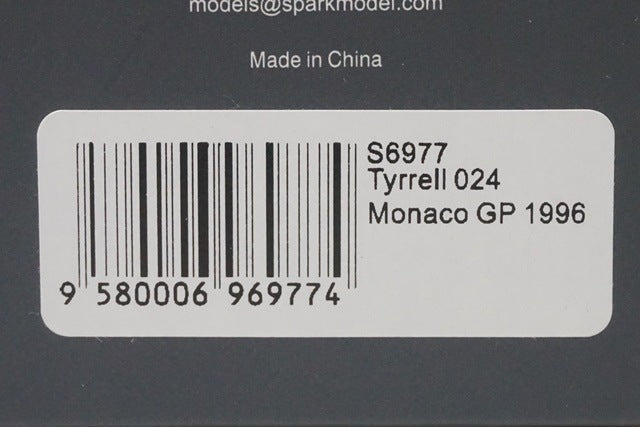 models@sparkmodel.com
Made in China
S6977
Tyrrell 024
Monaco GP 1996
9 580006 969774